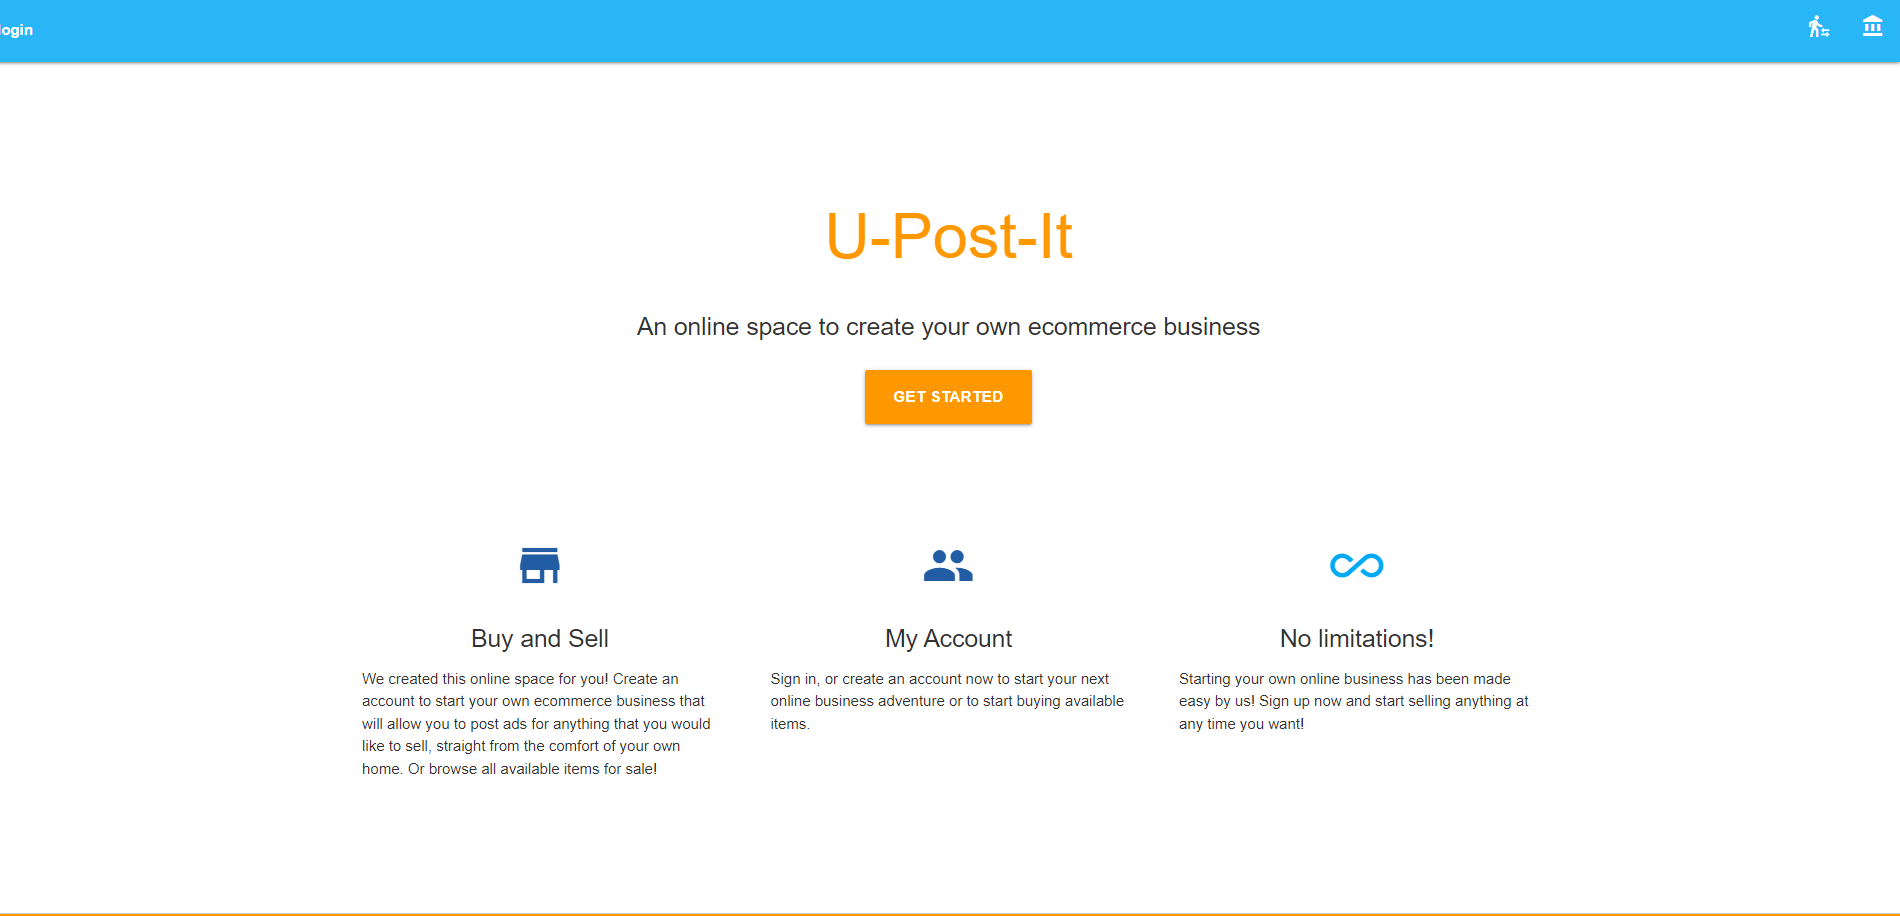 login
U-Post-It
An online space to create your own ecommerce business
GET STARTED
Buy and Sell
We created this online space for you! Create an
account to start your own ecommerce business that
will allow you to post ads for anything that you would
like to sell, straight from the comfort of your own
home. Or browse all available items for sale!
My Account
Sign in, or create an account now to start your next
online business adventure or to start buying available
items.
No limitations!
Starting your own online business has been made
easy by us! Sign up now and start selling anything at
any time you want!